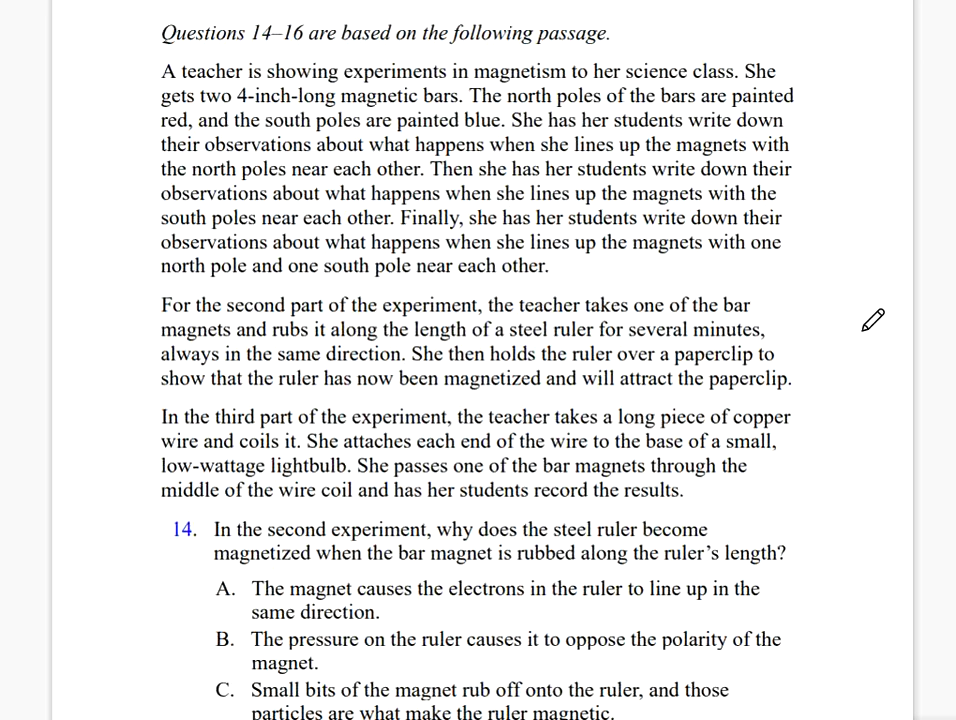 Questions 14–16 are based on the following passage.
A teacher is showing experiments in magnetism to her science class. She
gets two 4-inch-long magnetic bars. The north poles of the bars are painted
red, and the south poles are painted blue. She has her students write down
their observations about what happens when she lines up the magnets with
the north poles near each other. Then she has her students write down their
observations about what happens when she lines up the magnets with the
south poles near each other. Finally, she has her students write down their
observations about what happens when she lines up the magnets with one
north pole and one south pole near each other.
For the second part of the experiment, the teacher takes one of the bar
magnets and rubs it along the length of a steel ruler for several minutes,
always in the same direction. She then holds the ruler over a paperclip to
show that the ruler has now been magnetized and will attract the paperclip.
In the third part of the experiment, the teacher takes a long piece of copper
wire and coils it. She attaches each end of the wire to the base of a small,
low-wattage lightbulb. She passes one of the bar magnets through the
middle of the wire coil and has her students record the results.
14. In the second experiment, why does the steel ruler become
magnetized when the bar magnet is rubbed along the ruler's length?
A. The magnet causes the electrons in the ruler to line up in the
same direction.
B. The pressure on the ruler causes it to oppose the polarity of the
magnet.
C. Small bits of the magnet rub off onto the ruler, and those
particles are what make the ruler magnetic.